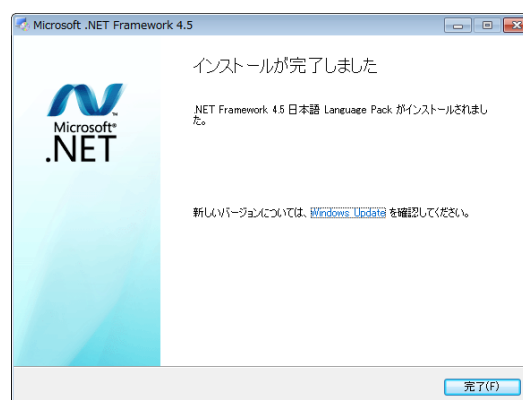 Microsoft .NET Framework 4.5
インストールが完了しました
.NET Framework 4.5 日本語 Language Pack がインストールされまし
た。
Microsoft®
.NET™
新しいバージョンについては、Windows Update を確認してください。
完了(F)